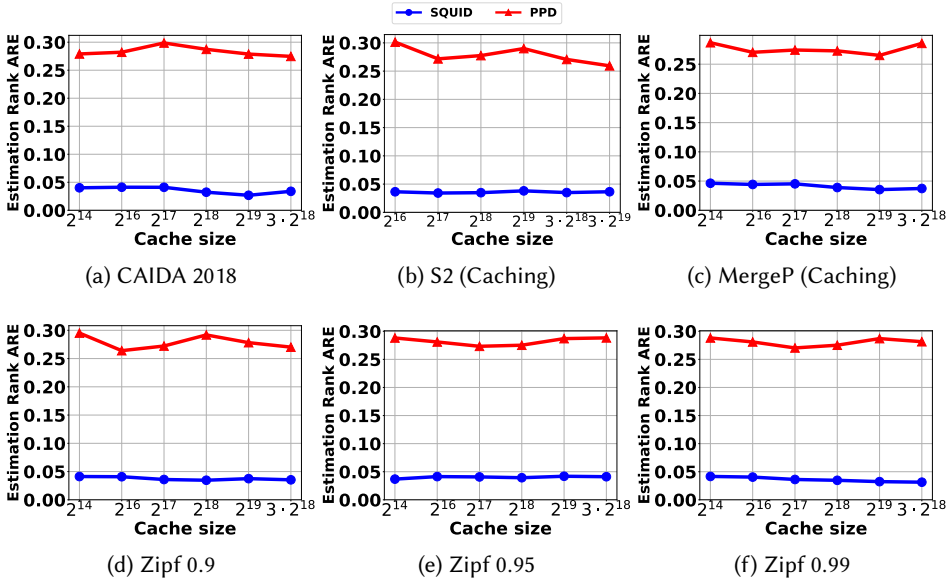 SQUID PPD
Estimation Rank ARE
0.30
0.25
0.20
0.15
0.10
0.05
0.00
2^14 2^16 2^17 2^18 2^19 3·2^18
Cache size
(a) CAIDA 2018
Estimation Rank ARE
0.30
0.25
0.20
0.15
0.10
0.05
0.00
2^16 2^17 2^18 2^19 3·2^18 3·2^19
Cache size
(b) S2 (Caching)
Estimation Rank ARE
0.25
0.20
0.15
0.10
0.05
0.00
2^14 2^16 2^17 2^18 2^19 3·2^18
Cache size
(c) MergeP (Caching)
Estimation Rank ARE
0.30
0.25
0.20
0.15
0.10
0.05
0.00
2^14 2^16 2^17 2^18 2^19 3·2^18
Cache size
(d) Zipf 0.9
Estimation Rank ARE
0.30
0.25
0.20
0.15
0.10
0.05
0.00
2^14 2^16 2^17 2^18 2^19 3·2^18
Cache size
(e) Zipf 0.95
Estimation Rank ARE
0.30
0.25
0.20
0.15
0.10
0.05
0.00
2^14 2^16 2^17 2^18 2^19 3·2^18
Cache size
(f) Zipf 0.99